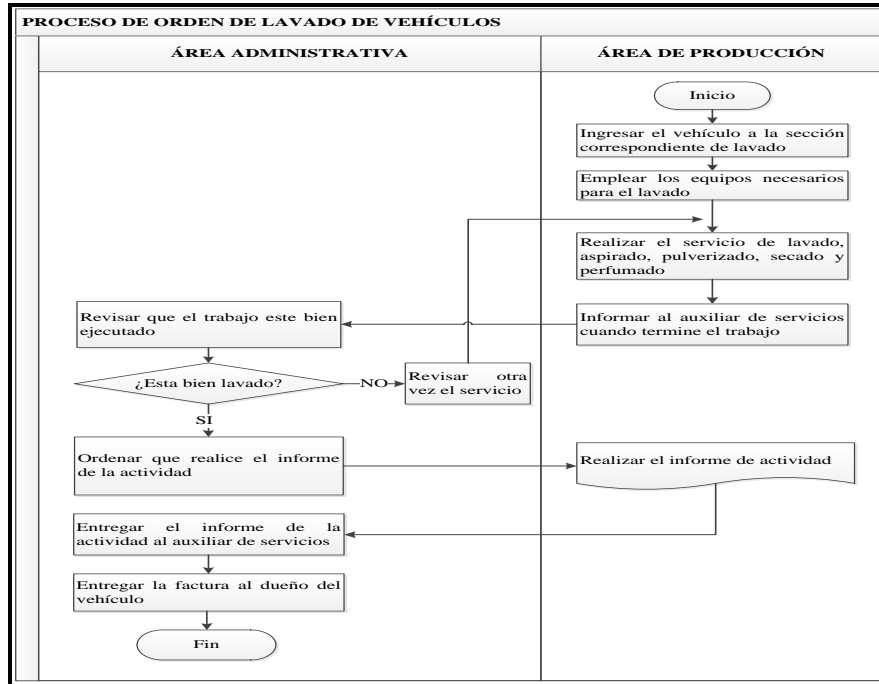 PROCESO DE ORDEN DE LAVADO DE VEHÍCULOS
ÁREA ADMINISTRATIVA
ÁREA DE PRODUCCIÓN
Inicio
Ingresar el vehículo a la sección
correspondiente de lavado
Emplear los equipos necesarios
para el lavado
Realizar el servicio de lavado,
aspirado, pulverizado, secado y
perfumado
Informar al auxiliar de servicios
cuando termine el trabajo
Revisar que el trabajo este bien
ejecutado
¿Esta bien lavado?
NO
Revisar otra
vez el servicio
SI
Ordenar que realice el informe
de la actividad
Realizar el informe de actividad
Entregar el informe de la
actividad al auxiliar de servicios
Entregar la factura al dueño del
vehículo
Fin